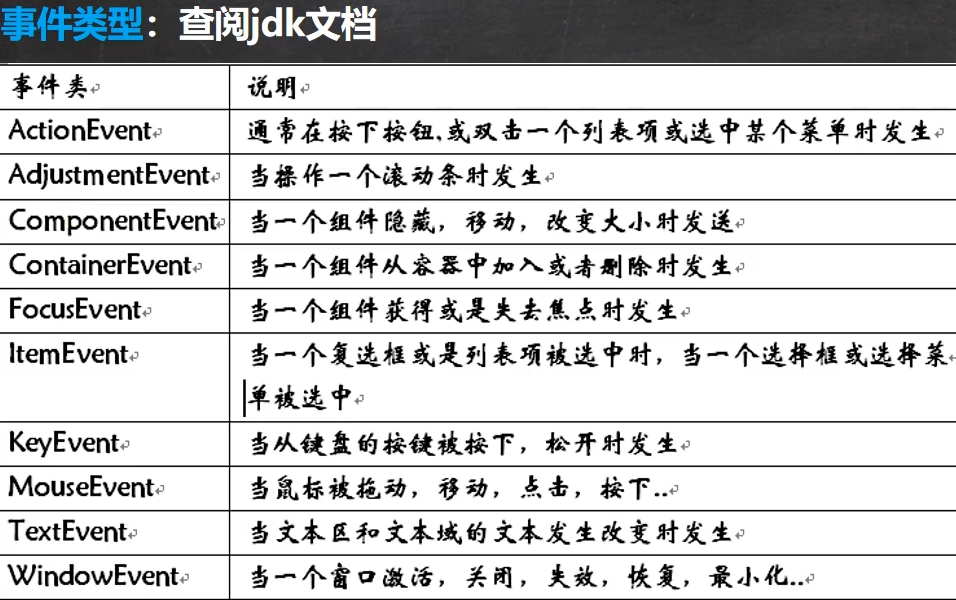 事件类型：查阅jdk文档
事件类 说明
ActionEvent 通常在按下按钮,或双击一个列表项或选中某个菜单时发生
AdjustmentEvent 当操作一个滚动条时发生
ComponentEvent 当一个组件隐藏，移动，改变大小时发送
ContainerEvent 当一个组件从容器中加入或者删除时发生
FocusEvent 当一个组件获得或是失去焦点时发生
ItemEvent 当一个复选框或是列表项被选中时，当一个选择框或选择菜
单被选中
KeyEvent 当从键盘的按键被按下，松开时发生
MouseEvent 当鼠标被拖动，移动，点击，按下..
TextEvent 当文本区和文本域的文本发生改变时发生
WindowEvent 当一个窗口激活，关闭，失效，恢复，最小化..